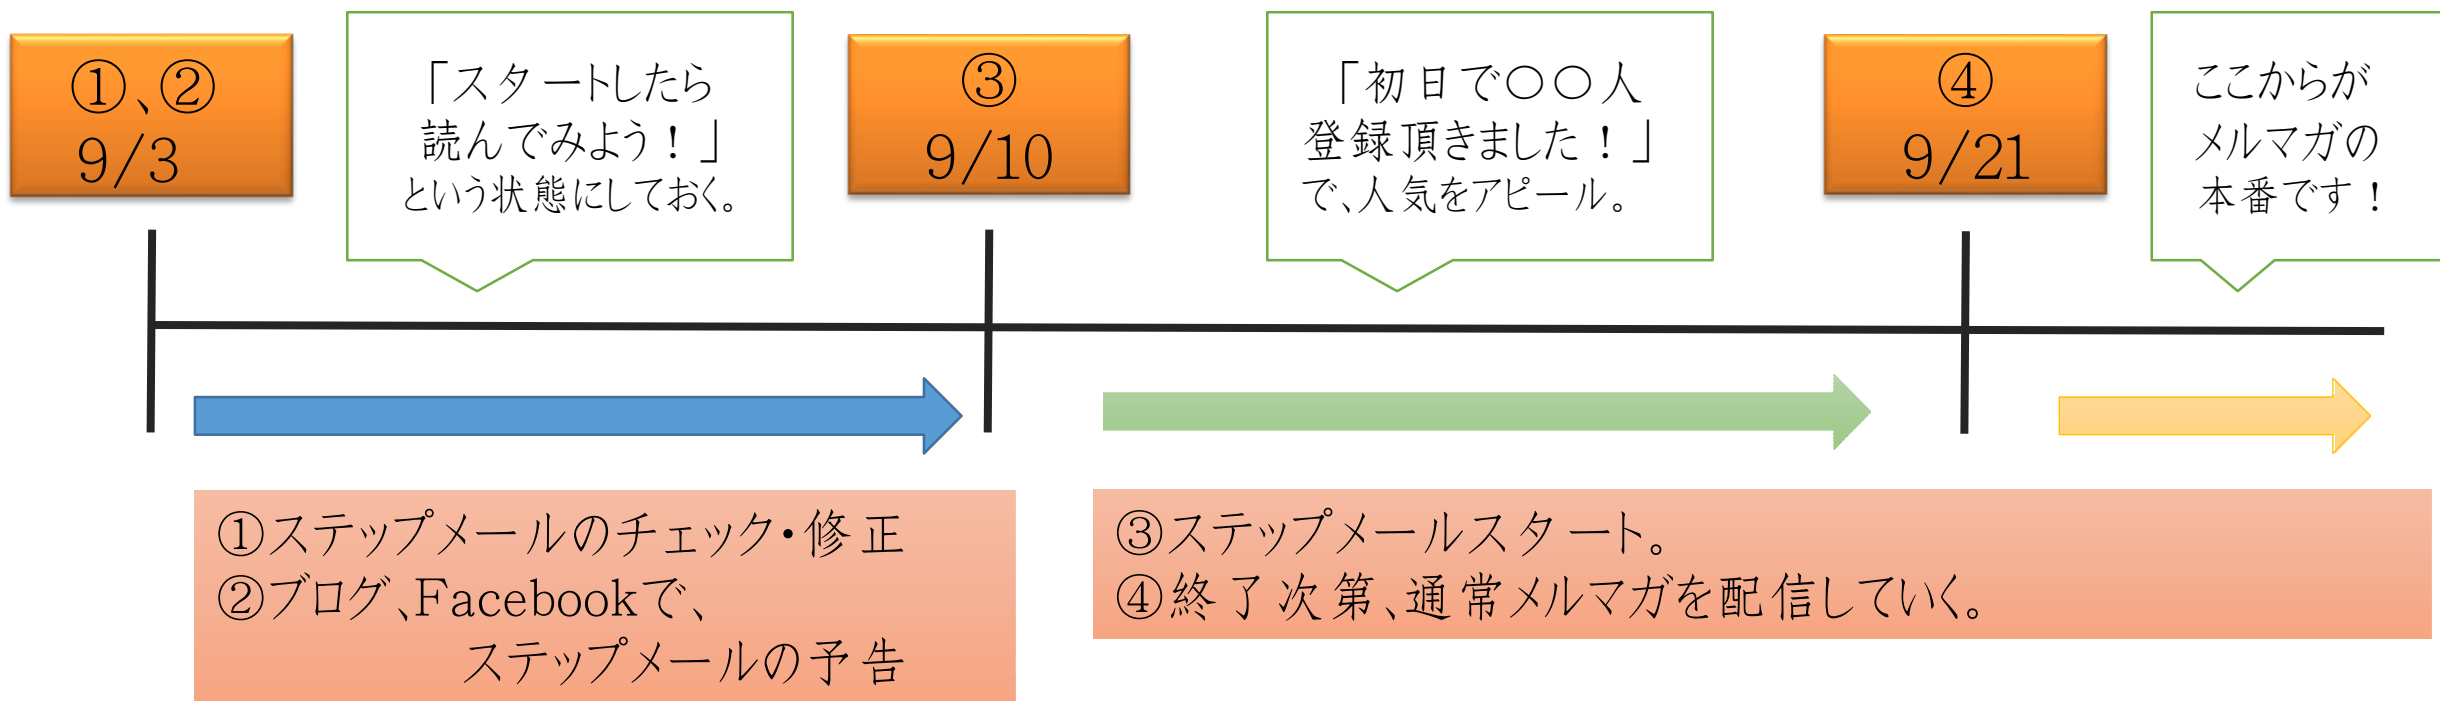 ①、②
9/3
「スタートしたら
読んでみよう！」
という状態にしておく。
③
9/10
「初日で〇〇人
登録頂きました！」
で、人気をアピール。
④
9/21
ここからが
メルマガの
本番です！
①ステップメールのチェック・修正
②ブログ、Facebookで、
ステップメールの予告
③ステップメールスタート。
④終了次第、通常メルマガを配信していく。